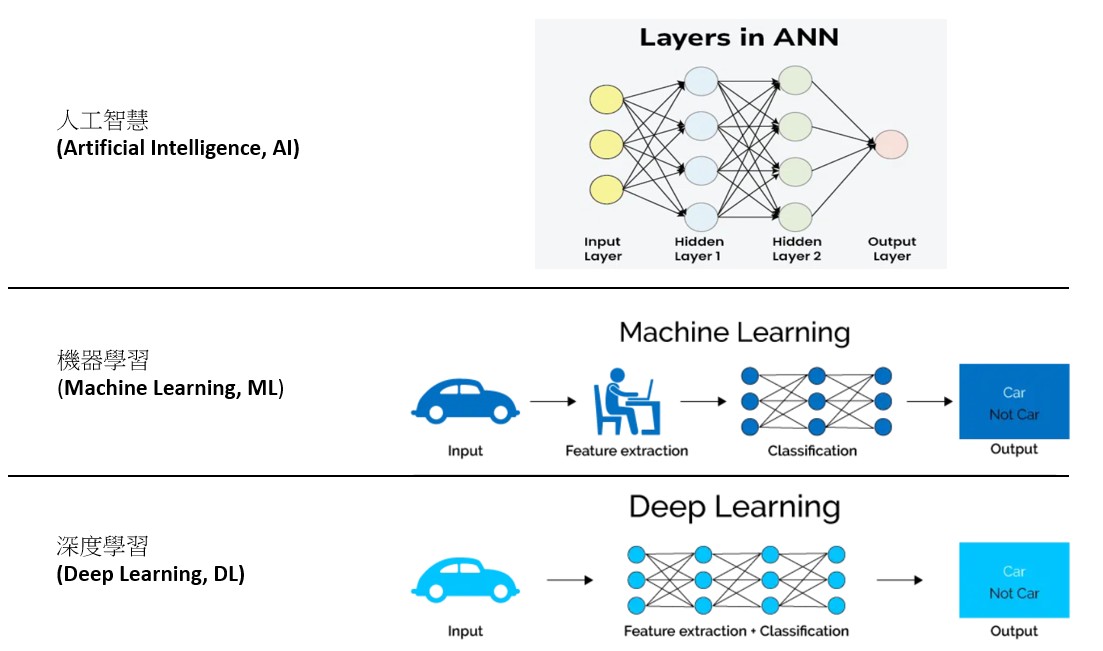 Layers in ANN
人工智慧
(Artificial Intelligence, AI)
Input Layer
Hidden Layer 1
Hidden Layer 2
Output Layer
機器學習
(Machine Learning, ML)
Machine Learning
Input
Feature extraction
Classification
Car
Not Car
Output
深度學習
(Deep Learning, DL)
Deep Learning
Input
Feature extraction + Classification
Car
Not Car
Output